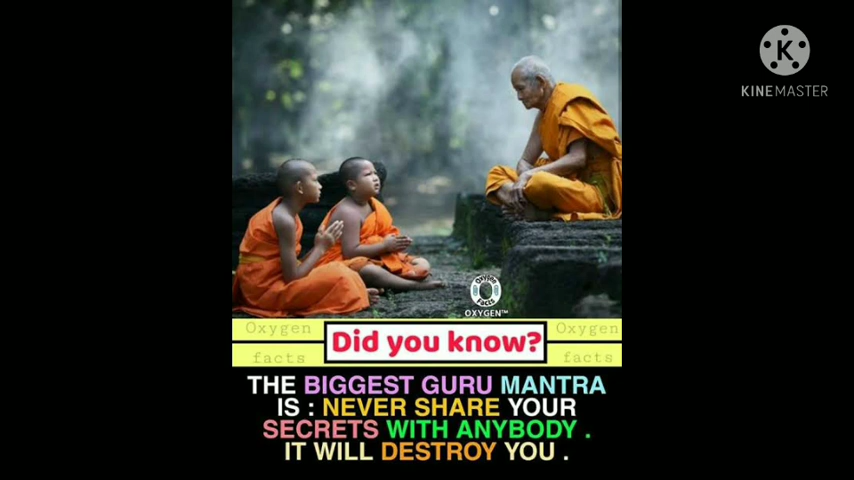 KINEMASTER
Oxygen
Facts
OXYGEN™
Oxygen
facts
Did you know?
Oxygen
facts
THE BIGGEST GURU MANTRA
IS : NEVER SHARE YOUR
SECRETS WITH ANYBODY .
IT WILL DESTROY YOU .